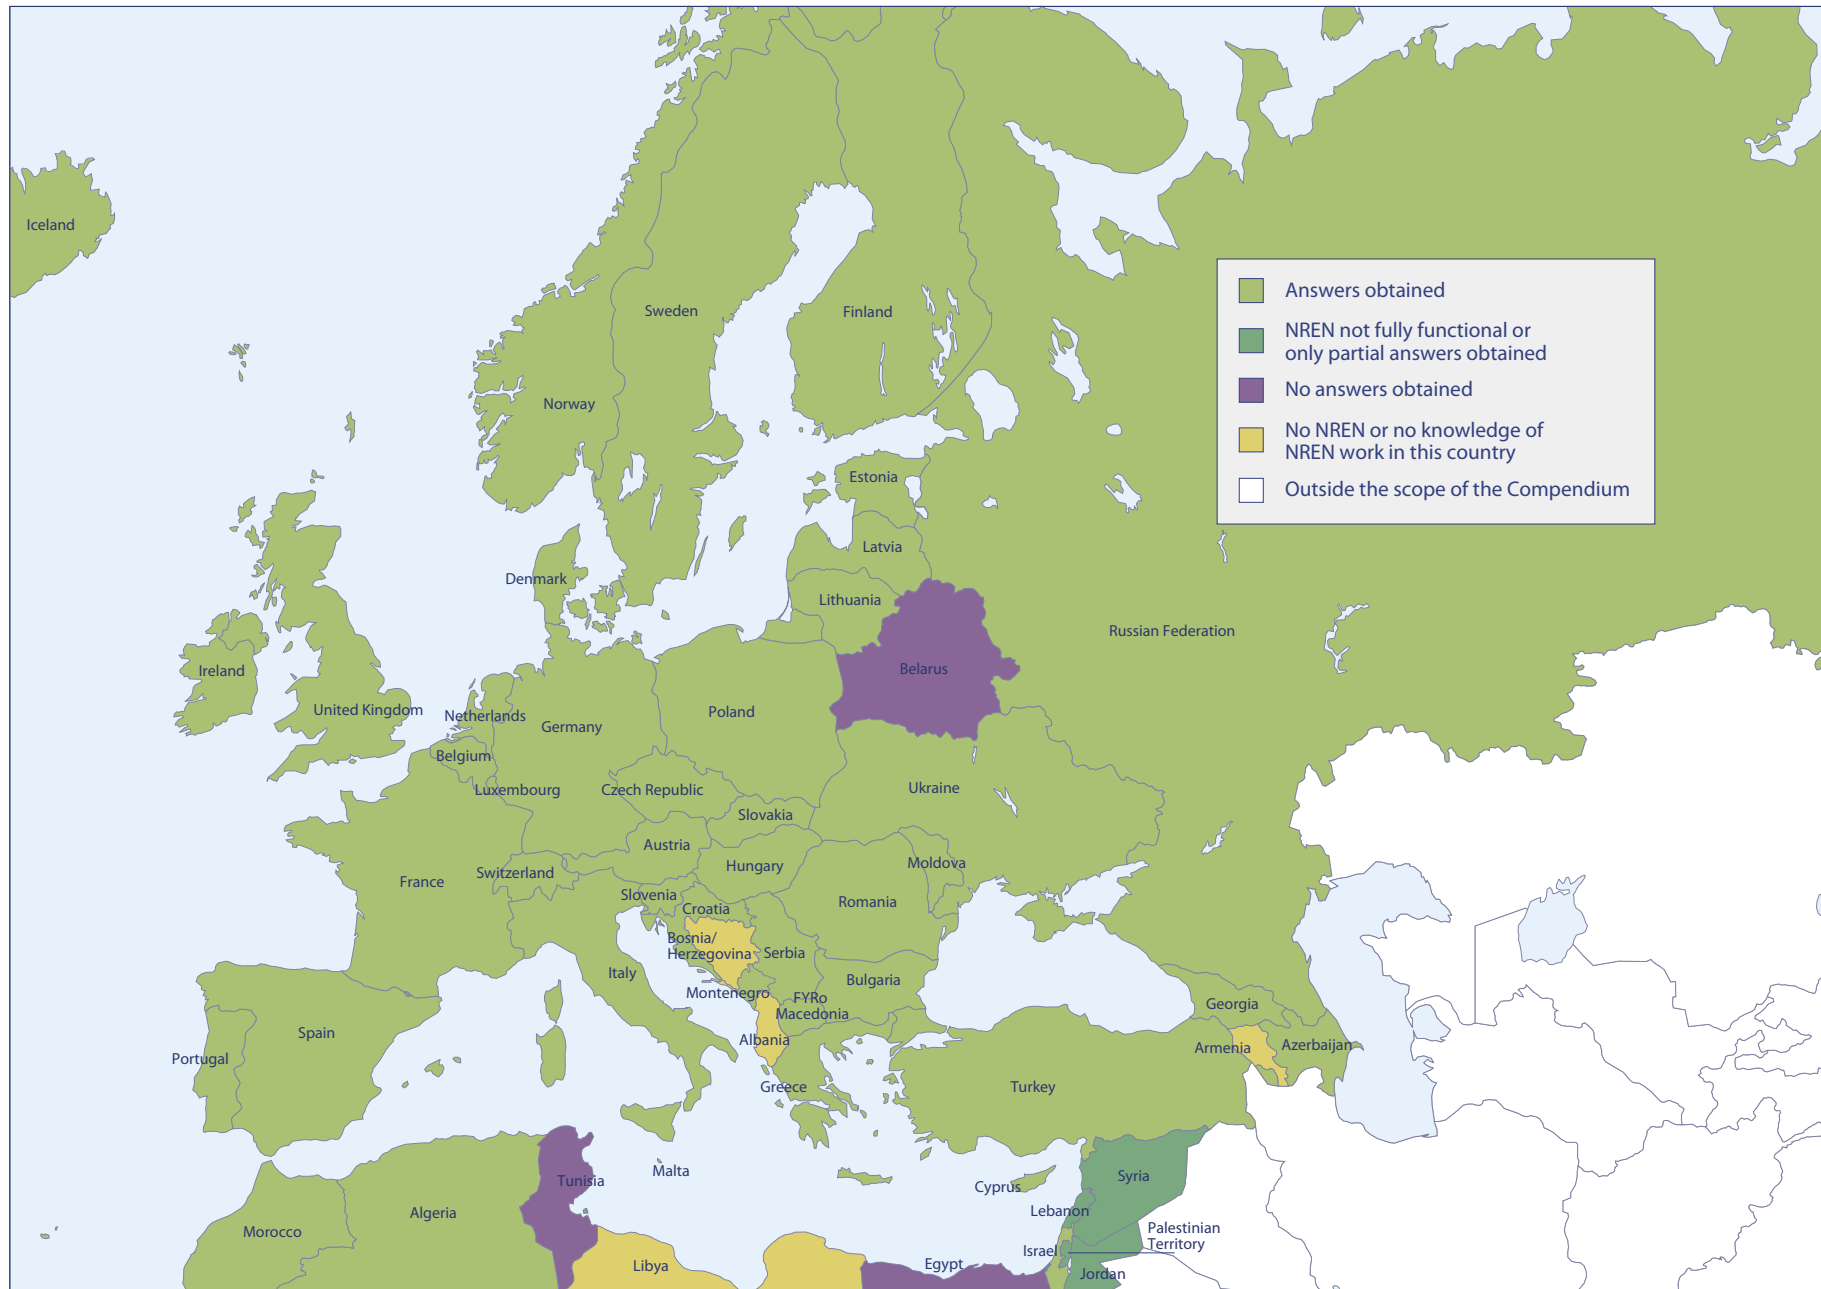 Iceland
Sweden
Finland
Norway
Answers obtained
NREN not fully functional or
only partial answers obtained
No answers obtained
No NREN or no knowledge of
NREN work in this country
Outside the scope of the Compendium
Estonia
Latvia
Denmark
Lithuania
Russian Federation
Belarus
Ireland
United Kingdom
Netherlands
Germany
Poland
Belgium
Luxembourg
Czech Republic
Ukraine
Slovakia
Austria
Hungary
Moldova
Switzerland
France
Slovenia
Croatia
Romania
Bosnia/
Herzegovina
Serbia
Italy
Bulgaria
Montenegro
FYRo
Macedonia
Georgia
Spain
Portugal
Albania
Armenia
Azerbaijan
Greece
Turkey
Malta
Tunisia
Cyprus
Syria
Algeria
Lebanon
Morocco
Palestinian
Territory
Israel
Libya
Egypt
Jordan